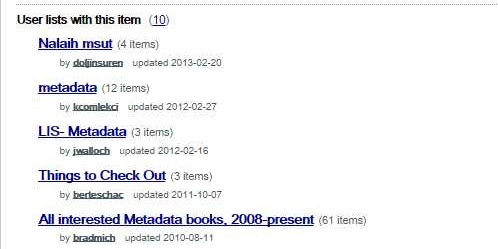 User lists with this item (10)
Nalaih msut (4 items)
by doljinsuren updated 2013-02-20
metadata (12 items)
by kcomlekci updated 2012-02-27
LIS- Metadata (3 items)
by jwalloch updated 2012-02-16
Things to Check Out (3 items)
by berleschac updated 2011-10-07
All interested Metadata books, 2008-present (61 items)
by bradmich updated 2010-08-11